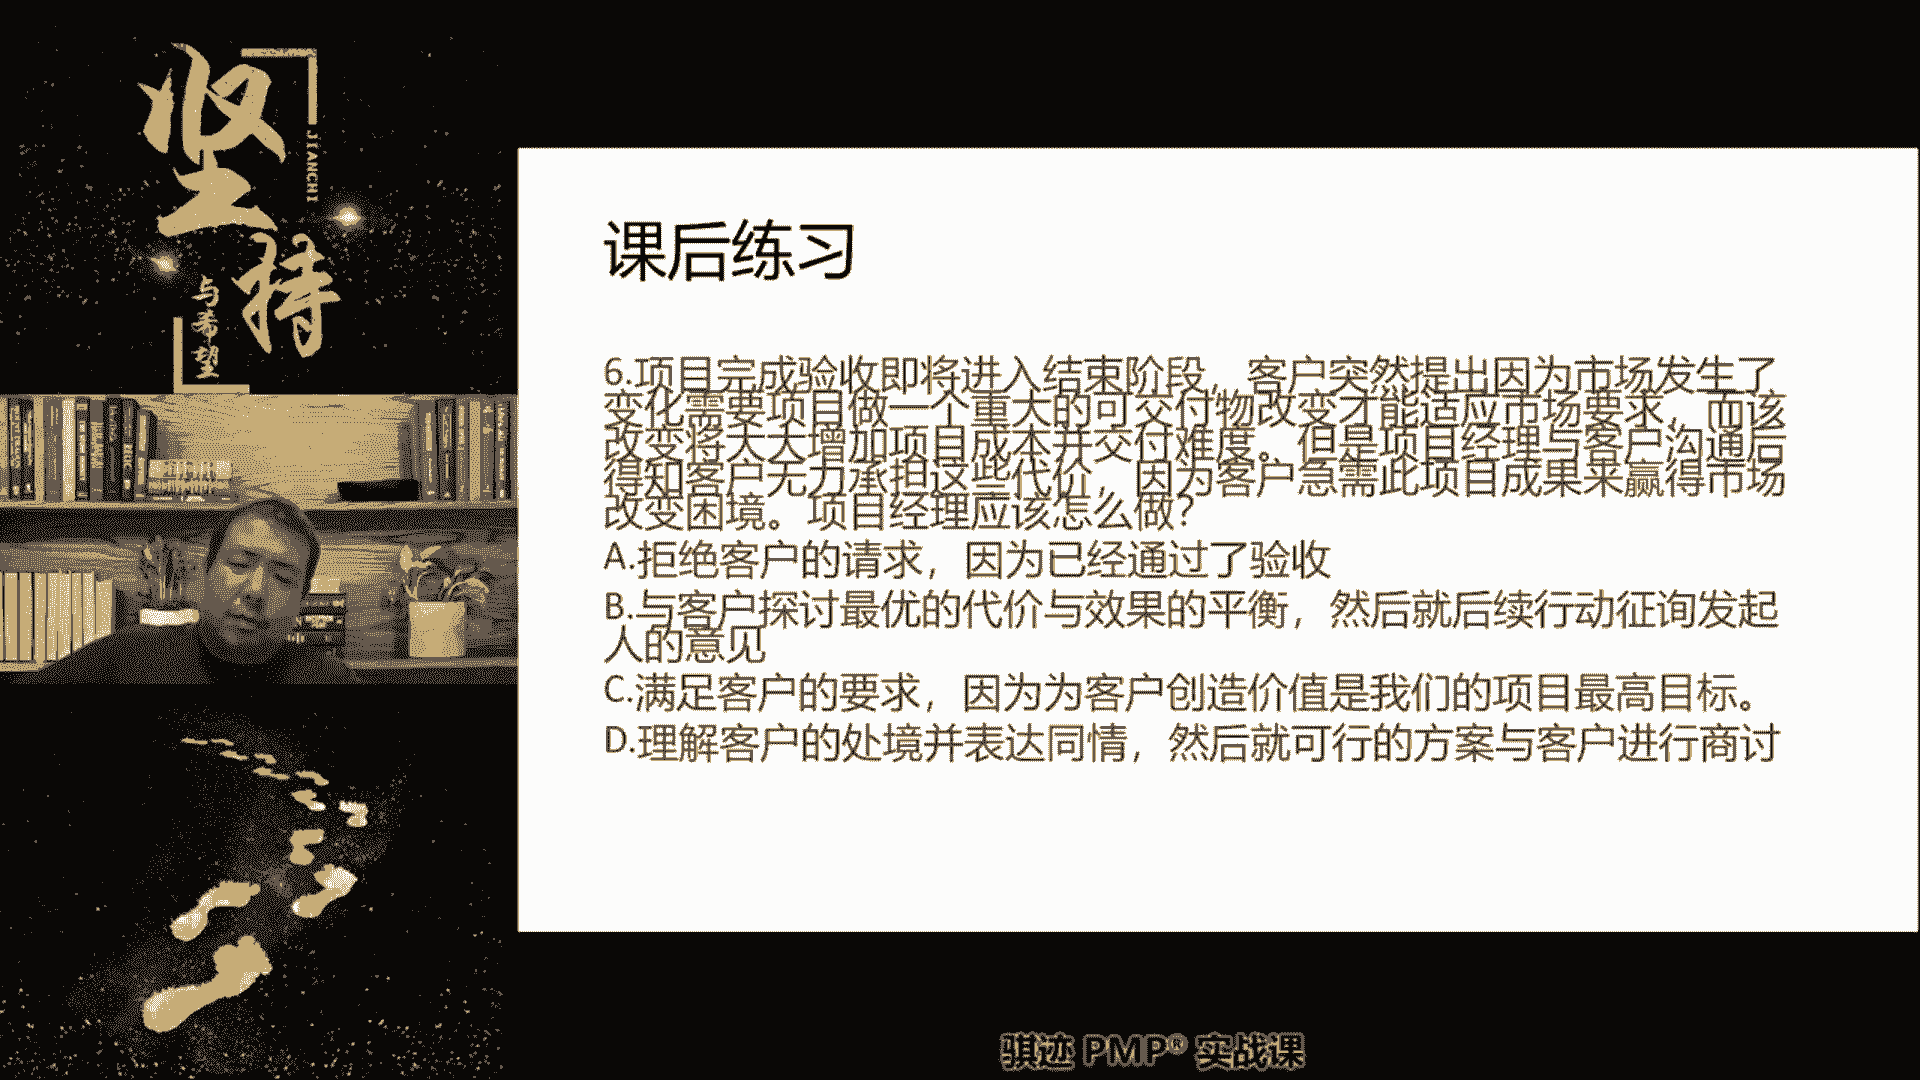 坚持
JIANCHI
与希望
课后练习
6.项目完成验收即将进入结束阶段，客户突然提出因为市场发生了
变化需要项目做一个重大的可交付物改变才能适应市场要求，而该
改变将大大增加项目成本并交付难度。但是项目经理与客户沟通后
得知客户无力承担这些代价，因为客户急需此项目成果来赢得市场
改变困境。项目经理应该怎么做？
A.拒绝客户的请求，因为已经通过了验收
B.与客户探讨最优的代价与效果的平衡，然后就后续行动征询发起
人的意见
C.满足客户的要求，因为为客户创造价值是我们的项目最高目标。
D.理解客户的处境并表达同情，然后就可行的方案与客户进行商讨
骐迹 PMP® 实战课